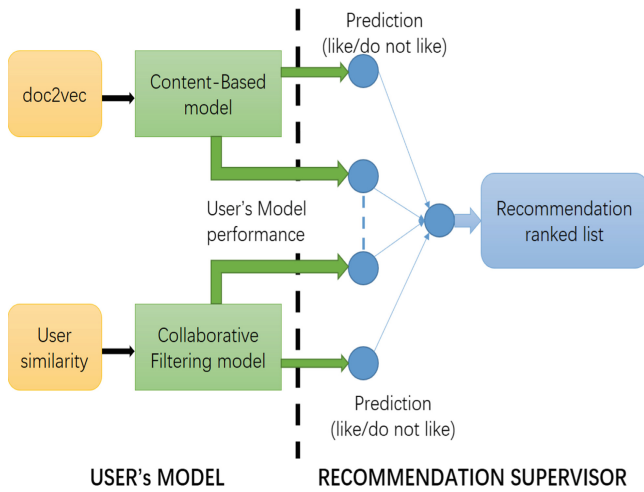 Prediction
(like/do not like)
doc2vec
Content-Based
model
User's Model
performance
Recommendation
ranked list
User
similarity
Collaborative
Filtering model
Prediction
(like/do not like)
USER's MODEL
RECOMMENDATION SUPERVISOR